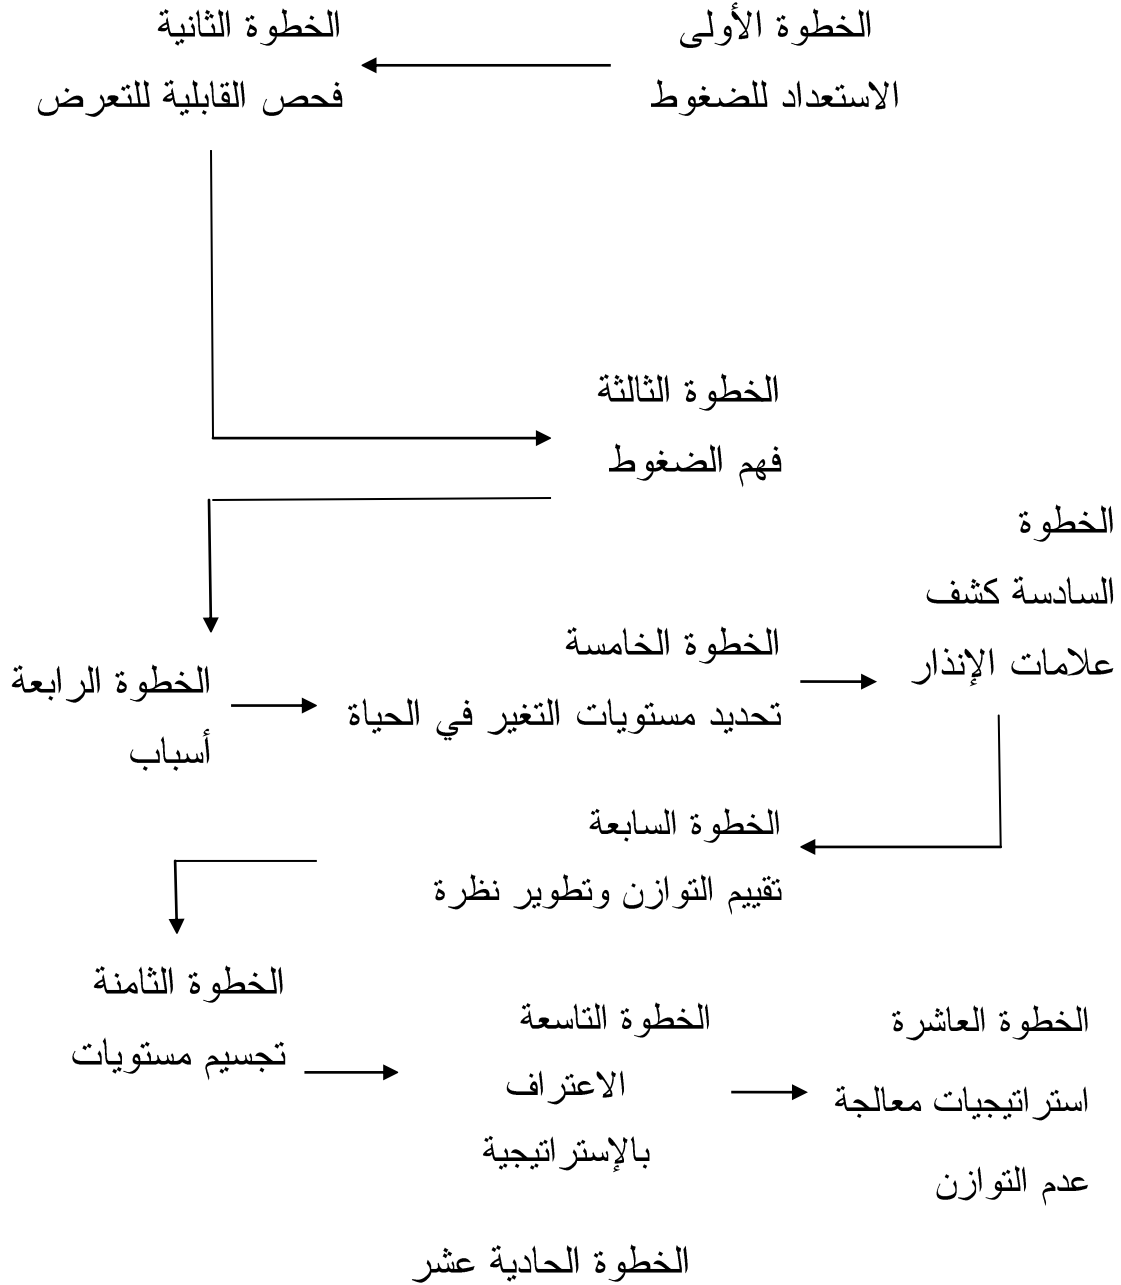 الخطوة الأولى
الاستعداد للضغوط
الخطوة الثانية
فحص القابلية للتعرض
الخطوة الثالثة
فهم الضغوط
الخطوة الرابعة
أسباب
الخطوة الخامسة
تحديد مستويات التغير في الحياة
الخطوة
السادسة كشف
علامات الإنذار
الخطوة السابعة
تقييم التوازن وتطوير نظرة
الخطوة الثامنة
تجسيم مستويات
الخطوة التاسعة
الاعتراف
بالإستراتيجية
الخطوة العاشرة
استراتيجيات معالجة
عدم التوازن
الخطوة الحادية عشر